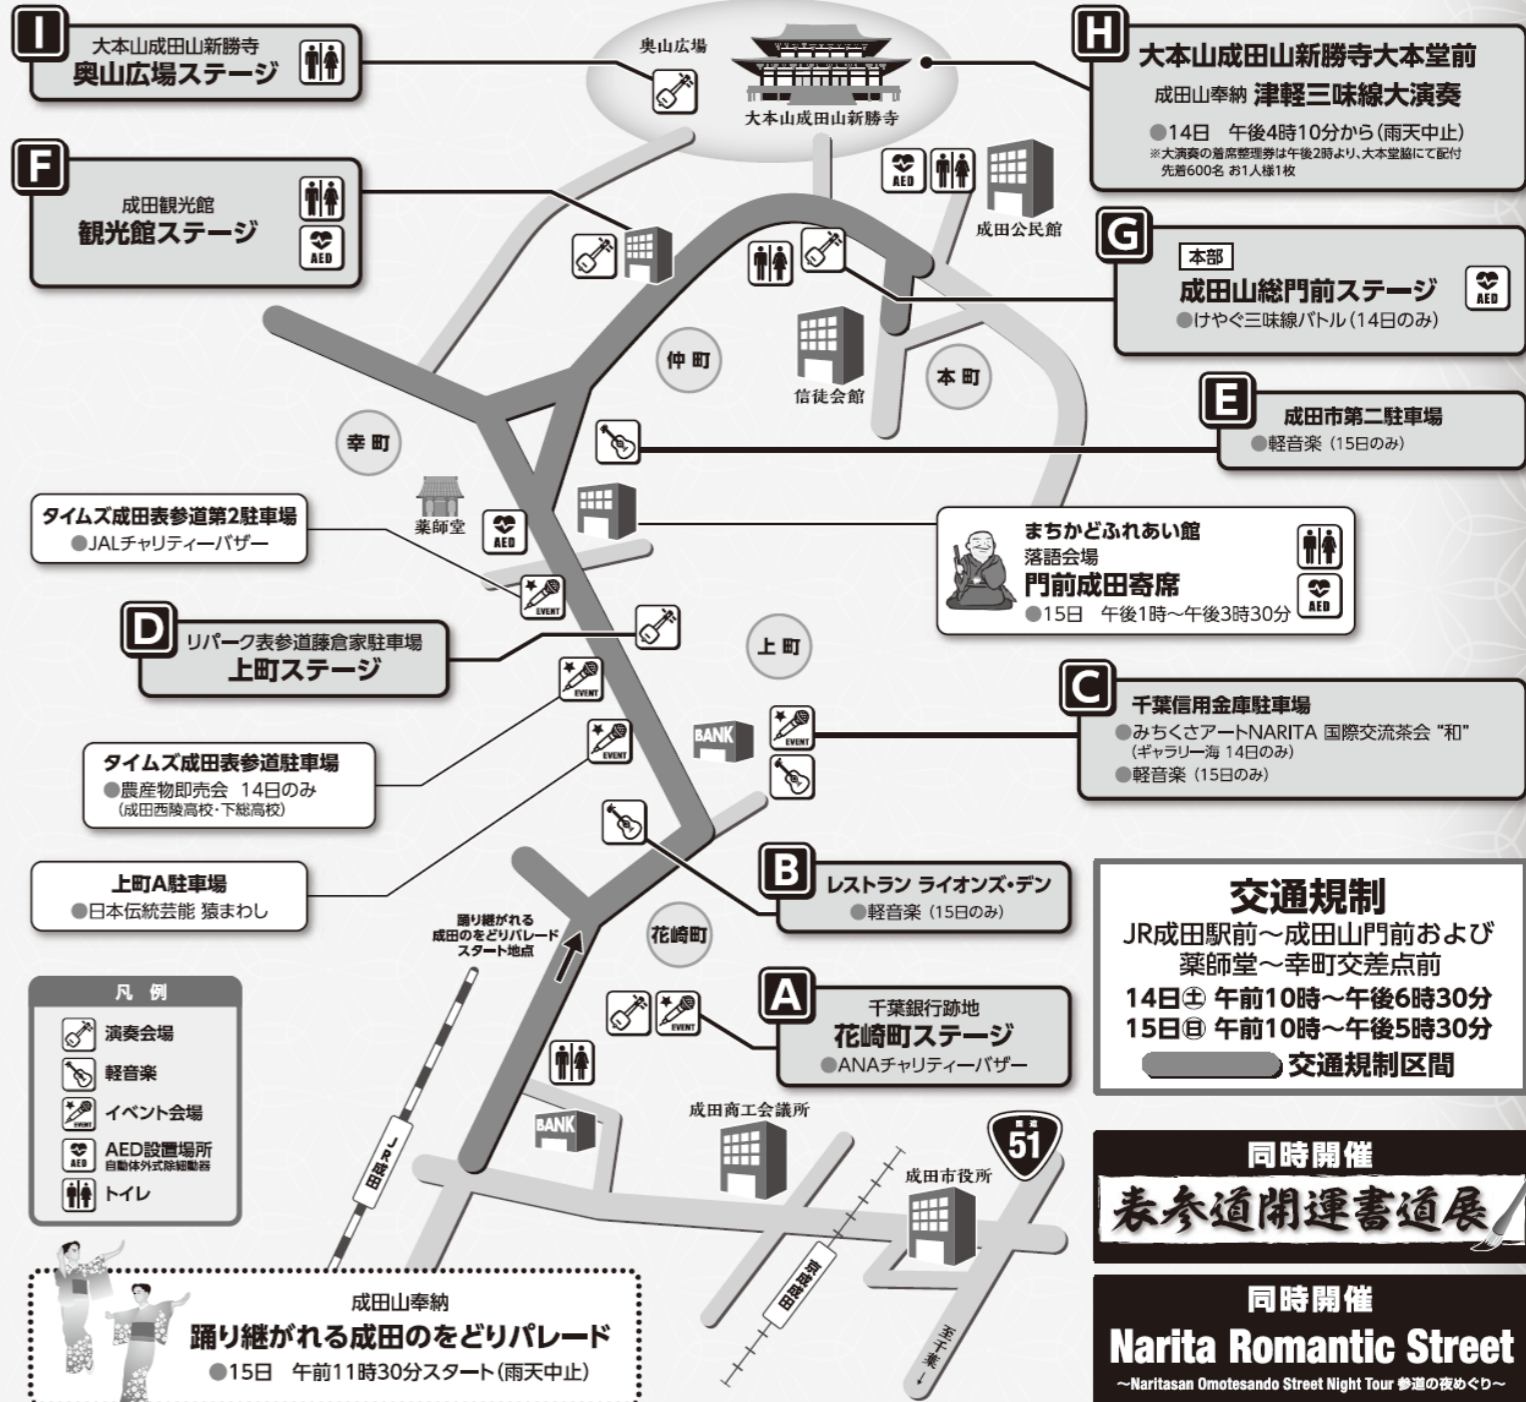 I
大本山成田山新勝寺
奥山広場ステージ
奥山広場
大本山成田山新勝寺
H
大本山成田山新勝寺大本堂前
成田山奉納 津軽三味線大演奏
●14日 午後4時10分から(雨天中止)
※大演奏の着席整理券は午後2時より、大本堂脇にて配付
先着600名 お1人様1枚
F
成田観光館
観光館ステージ
AED
AED
成田公民館
G
本部
成田山総門前ステージ
●けやぐ三味線バトル(14日のみ)
AED
仲町
信徒会館
本町
E
成田市第二駐車場
●軽音楽(15日のみ)
幸町
薬師堂
AED
タイムズ成田表参道第2駐車場
●JALチャリティーバザー
EVENT
まちかどふれあい館
落語会場
門前成田寄席
●15日 午後1時~午後3時30分
AED
D
リパーク表参道藤倉家駐車場
上町ステージ
上町
EVENT
C
千葉信用金庫駐車場
●みちくさアートNARITA 国際交流茶会 "和"
(ギャラリー海 14日のみ)
●軽音楽(15日のみ)
BANK
EVENT
EVENT
タイムズ成田表参道駐車場
●農産物即売会 14日のみ
(成田西陵高校・下総高校)
上町A駐車場
●日本伝統芸能 猿まわし
B
レストラン ライオンズ・デン
●軽音楽(15日のみ)
踊り継がれる
成田のをどりパレード
スタート地点
花崎町
交通規制
JR成田駅前~成田山門前および
薬師堂~幸町交差点前
14日㊏ 午前10時~午後6時30分
15日㊐ 午前10時~午後5時30分
交通規制区間
A
千葉銀行跡地
花崎町ステージ
●ANAチャリティーバザー
EVENT
凡例
演奏会場
軽音楽
EVENT
イベント会場
AED
AED設置場所
自動体外式除細動器
トイレ
JR成田
BANK
成田商工会議所
国道
51
成田市役所
京成成田
至千葉→
同時開催
表参道開運書道展
成田山奉納
踊り継がれる成田のをどりパレード
●15日 午前11時30分スタート(雨天中止)
同時開催
Narita Romantic Street
~Naritasan Omotesando Street Night Tour 参道の夜めぐり~